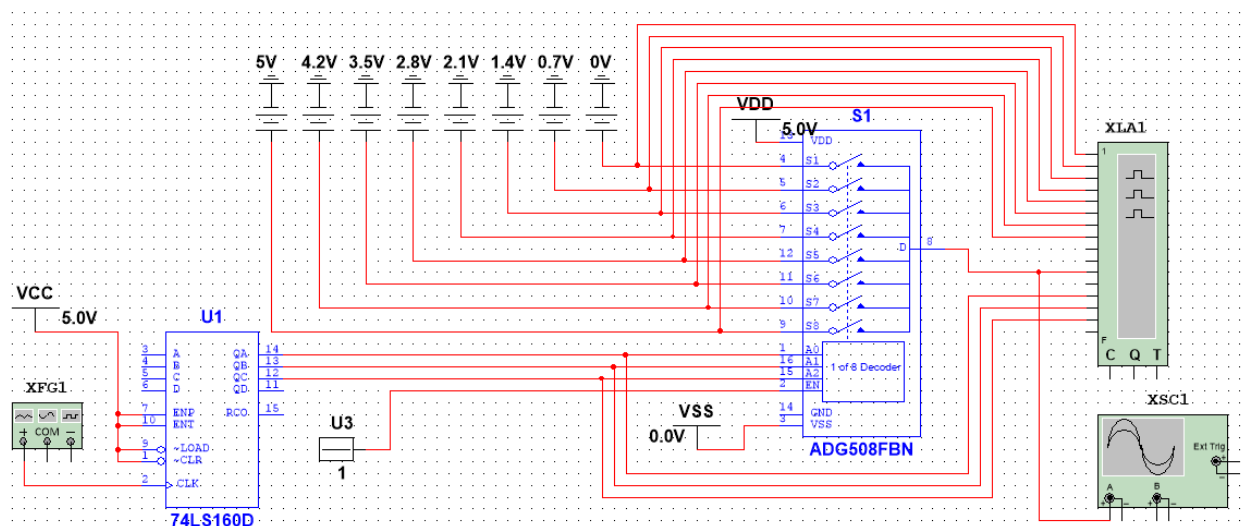 5V 4.2V 3.5V 2.8V 2.1V 1.4V 0.7V 0V
VDD
5.0V
S1
13 VDD
4 S1
5 S2
6 S3
7 S4
12 S5
11 S6
10 S7
9 S8
D 8
1 A0
16 A1
15 A2
2 EN
1 of 8 Decoder
14 GND
3 VSS
ADG508FBN
VSS
0.0V
XLA1
1
F
C Q T
XSC1
Ext Trig
+
-
A B
+ - + -
VCC
5.0V
U1
3 A QA 14
4 B QB 13
5 C QC 12
6 D QD 11
7 ENP RCO 15
10 ENT
9 ~LOAD
1 ~CLR
2 CLK
74LS160D
XFG1
+ COM -
U3
1